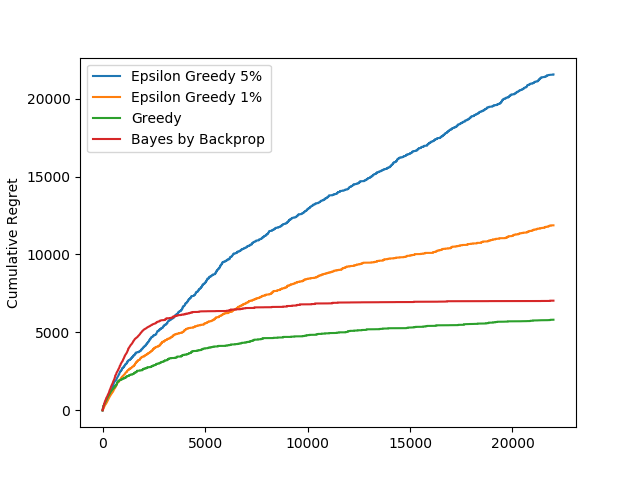 Epsilon Greedy 5%
Epsilon Greedy 1%
Greedy
Bayes by Backprop
Cumulative Regret
20000
15000
10000
5000
0
0 5000 10000 15000 20000